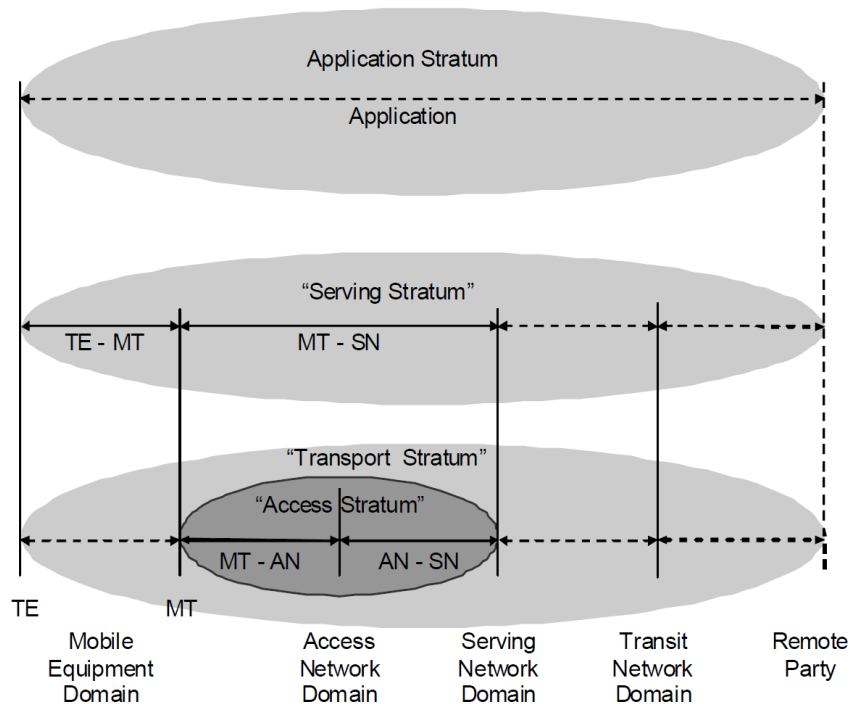 Application Stratum
Application
“Serving Stratum”
TE - MT
MT - SN
“Transport Stratum”
“Access Stratum”
MT - AN
AN - SN
TE
MT
Mobile
Equipment
Domain
Access
Network
Domain
Serving
Network
Domain
Transit
Network
Domain
Remote
Party